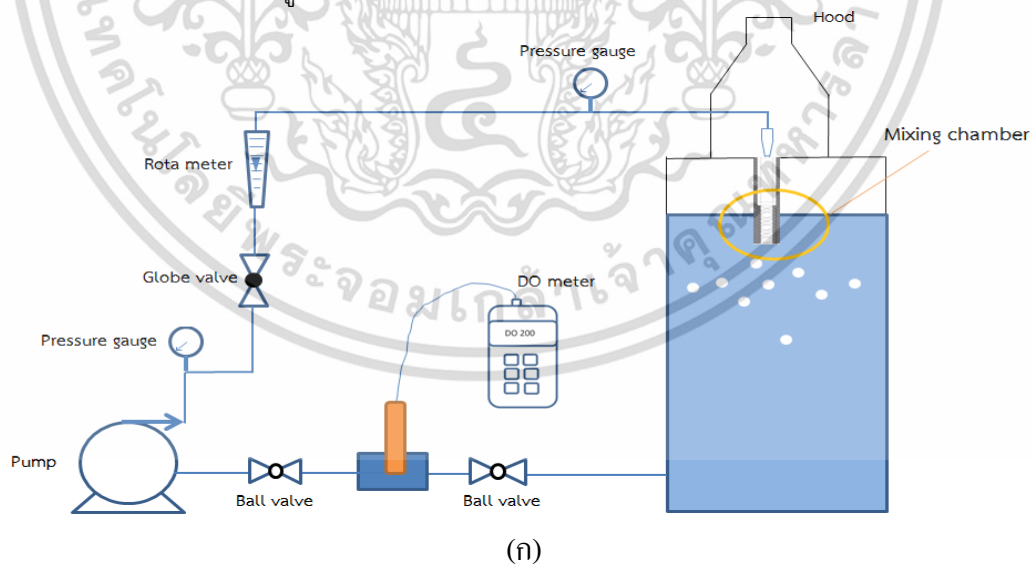 Hood
Pressure gauge
Mixing chamber
Rota meter
Globe valve
DO meter
DO 200
Pressure gauge
Pump
Ball valve
Ball valve
(ก)